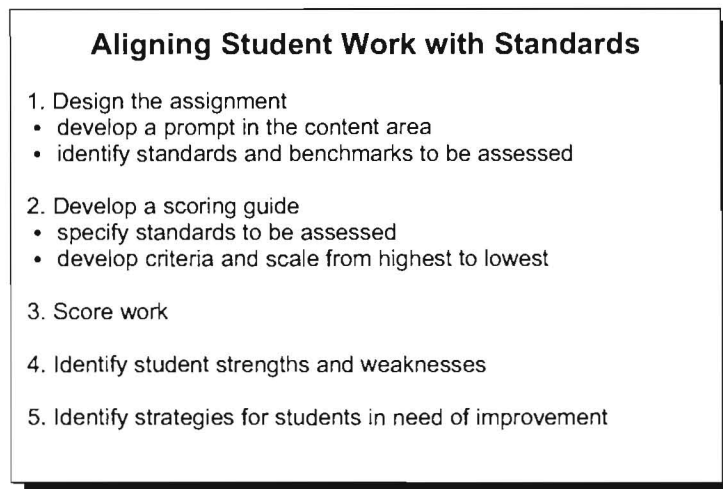 Aligning Student Work with Standards
1. Design the assignment
• develop a prompt in the content area
• identify standards and benchmarks to be assessed
2. Develop a scoring guide
• specify standards to be assessed
• develop criteria and scale from highest to lowest
3. Score work
4. Identify student strengths and weaknesses
5. Identify strategies for students in need of improvement